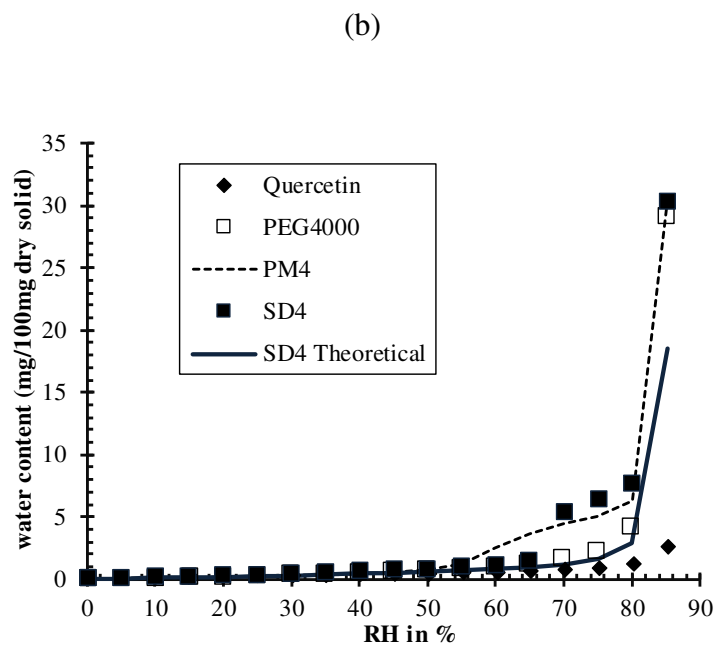 (b)
water content (mg/100mg dry solid)
35
30
25
20
15
10
5
0
Quercetin
PEG4000
PM4
SD4
SD4 Theoretical
0 10 20 30 40 50 60 70 80 90
RH in %